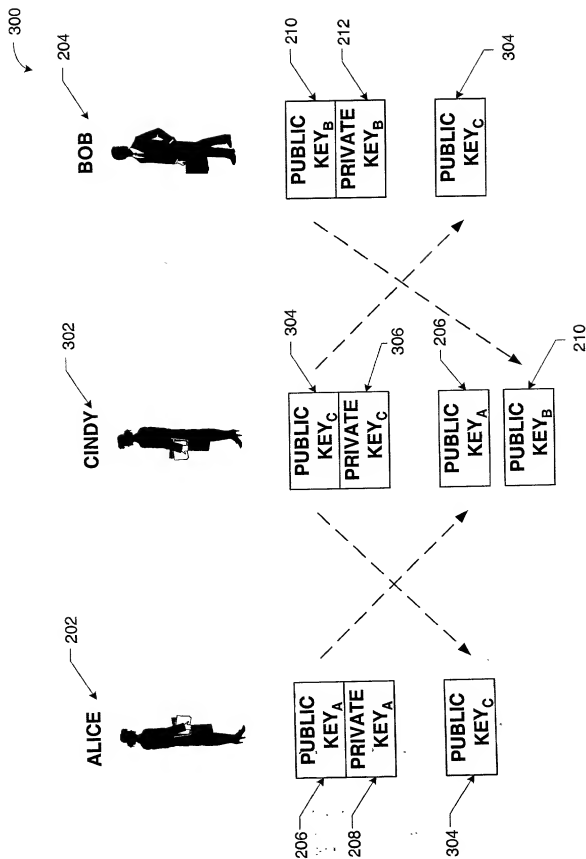 300
202
302
204
ALICE
CINDY
BOB
206
208
PUBLIC
KEYA
PRIVATE
KEYA
304
306
PUBLIC
KEYC
PRIVATE
KEYC
210
212
PUBLIC
KEYB
PRIVATE
KEYB
304
PUBLIC
KEYC
206
210
PUBLIC
KEYA
PUBLIC
KEYB
304
PUBLIC
KEYC